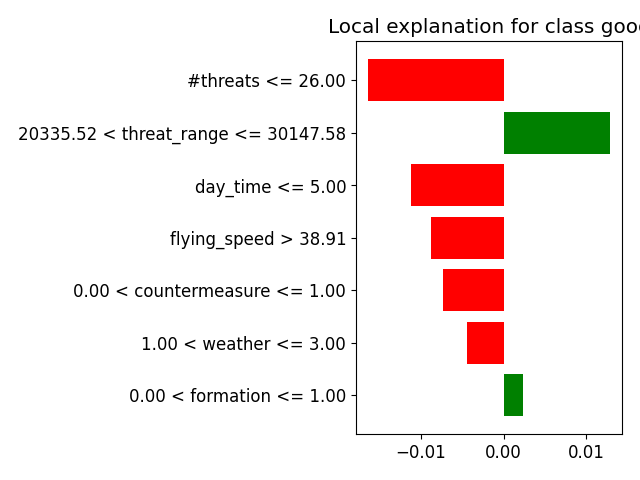 Local explanation for class good
#threats <= 26.00
20335.52 < threat_range <= 30147.58
day_time <= 5.00
flying_speed > 38.91
0.00 < countermeasure <= 1.00
1.00 < weather <= 3.00
0.00 < formation <= 1.00
−0.01 0.00 0.01